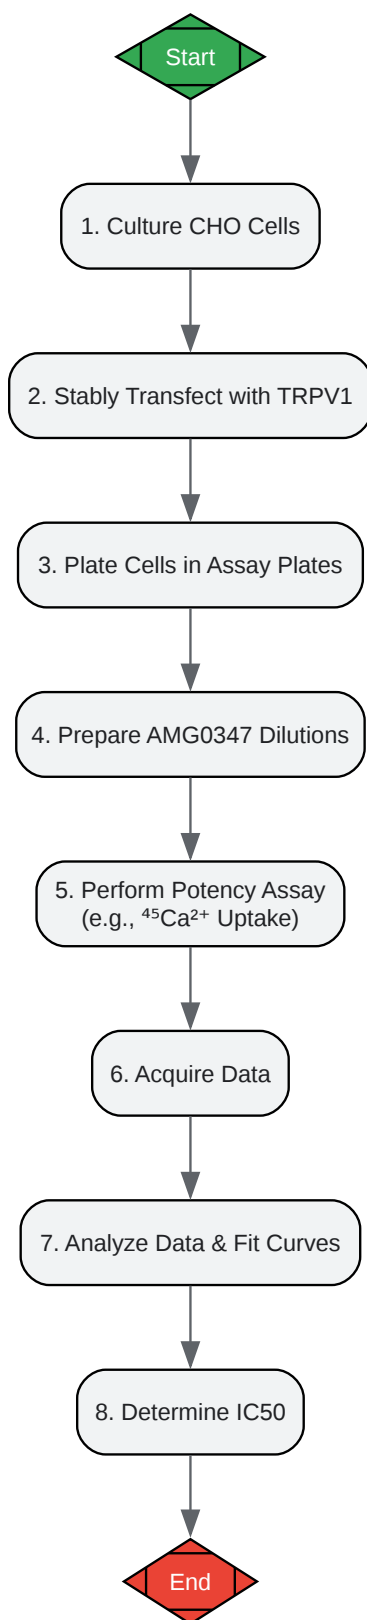 Start
1. Culture CHO Cells
2. Stably Transfect with TRPV1
3. Plate Cells in Assay Plates
4. Prepare AMG0347 Dilutions
5. Perform Potency Assay
(e.g., ⁴⁵Ca²⁺ Uptake)
6. Acquire Data
7. Analyze Data & Fit Curves
8. Determine IC50
End